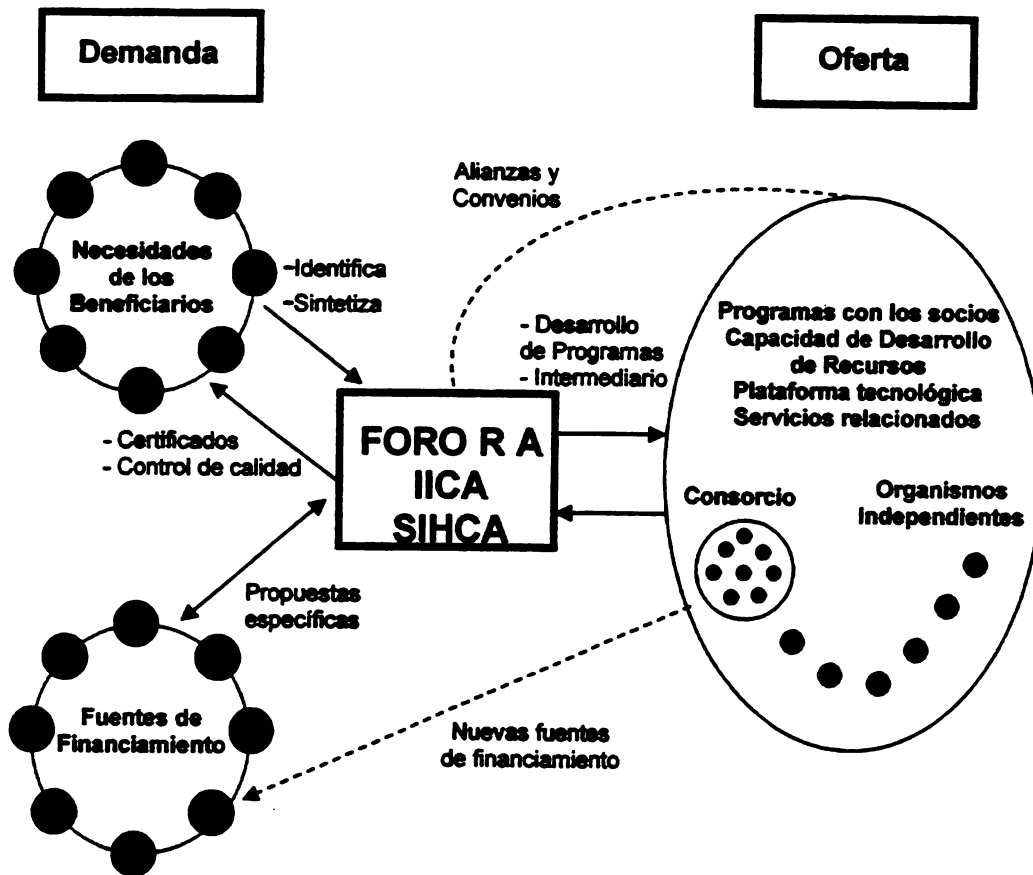 Demanda
Oferta
Alianzas y
Convenios
Necesidades
de los
Beneficiarios
-Identifica
-Sintetiza
- Desarrollo
de Programas
- Intermediario
Programas con los socios
Capacidad de Desarrollo
de Recursos
Plataforma tecnológica
Servicios relacionados
- Certificados
- Control de calidad
FORO R A
IICA
SIHCA
Consorcio
Organismos
independientes
Propuestas
específicas
Fuentes de
Financiamiento
Nuevas fuentes
de financiamiento